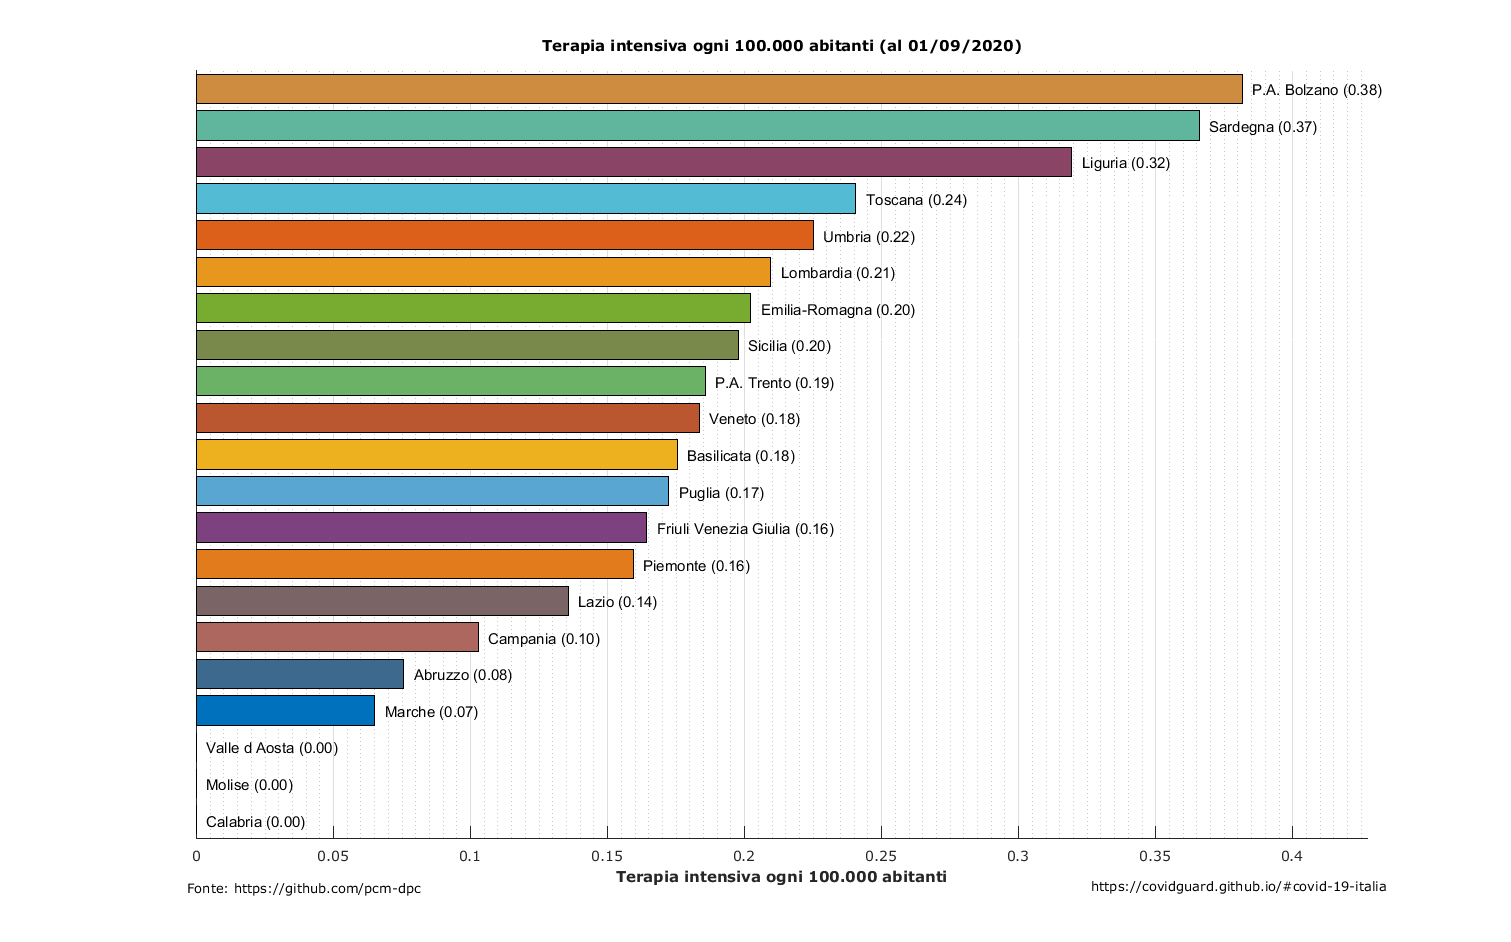 Terapia intensiva ogni 100.000 abitanti (al 01/09/2020)
P.A. Bolzano (0.38)
Sardegna (0.37)
Liguria (0.32)
Toscana (0.24)
Umbria (0.22)
Lombardia (0.21)
Emilia-Romagna (0.20)
Sicilia (0.20)
P.A. Trento (0.19)
Veneto (0.18)
Basilicata (0.18)
Puglia (0.17)
Friuli Venezia Giulia (0.16)
Piemonte (0.16)
Lazio (0.14)
Campania (0.10)
Abruzzo (0.08)
Marche (0.07)
Valle d Aosta (0.00)
Molise (0.00)
Calabria (0.00)
0 0.05 0.1 0.15 0.2 0.25 0.3 0.35 0.4
Terapia intensiva ogni 100.000 abitanti
Fonte: https://github.com/pcm-dpc
https://covidguard.github.io/#covid-19-italia